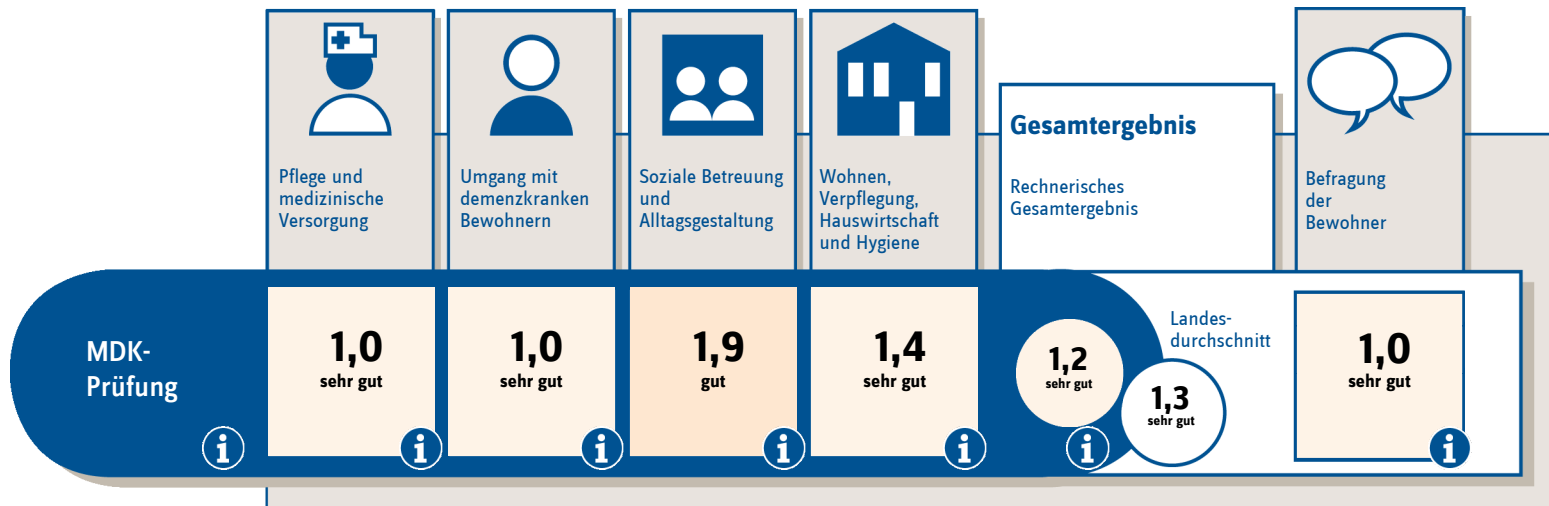 Pflege und
medizinische
Versorgung
Umgang mit
demenzkranken
Bewohnern
Soziale Betreuung
und
Alltagsgestaltung
Wohnen,
Verpflegung,
Hauswirtschaft
und Hygiene
Gesamtergebnis
Rechnerisches
Gesamtergebnis
Befragung
der
Bewohner
MDK-
Prüfung
i
1,0
sehr gut
i
1,0
sehr gut
i
1,9
gut
i
1,4
sehr gut
i
1,2
sehr gut
i
Landes-
durchschnitt
1,3
sehr gut
1,0
sehr gut
i